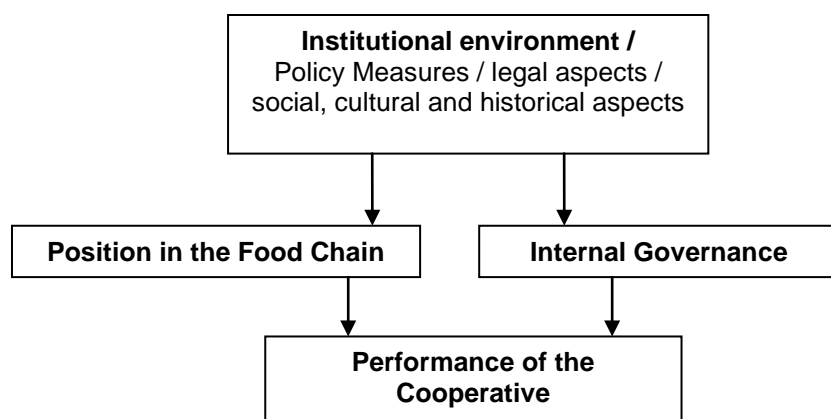 Institutional environment /
Policy Measures / legal aspects /
social, cultural and historical aspects
Position in the Food Chain
Internal Governance
Performance of the
Cooperative